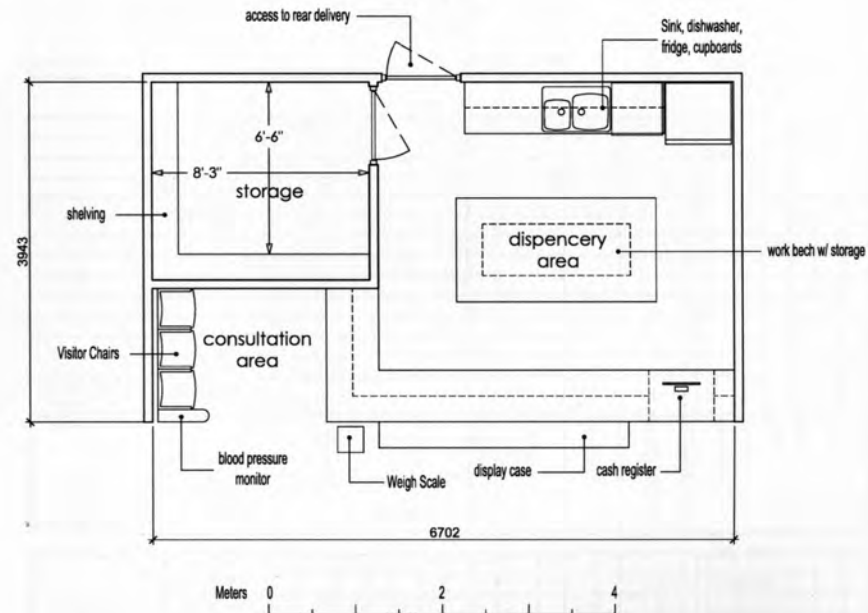 access to rear delivery
Sink, dishwasher,
fridge, cupboards
6'-6"
8'-3"
storage
shelving
3943
dispencery
area
work bech w/ storage
Visitor Chairs
consultation
area
blood pressure
monitor
Weigh Scale
display case
cash register
6702
Meters 0 2 4